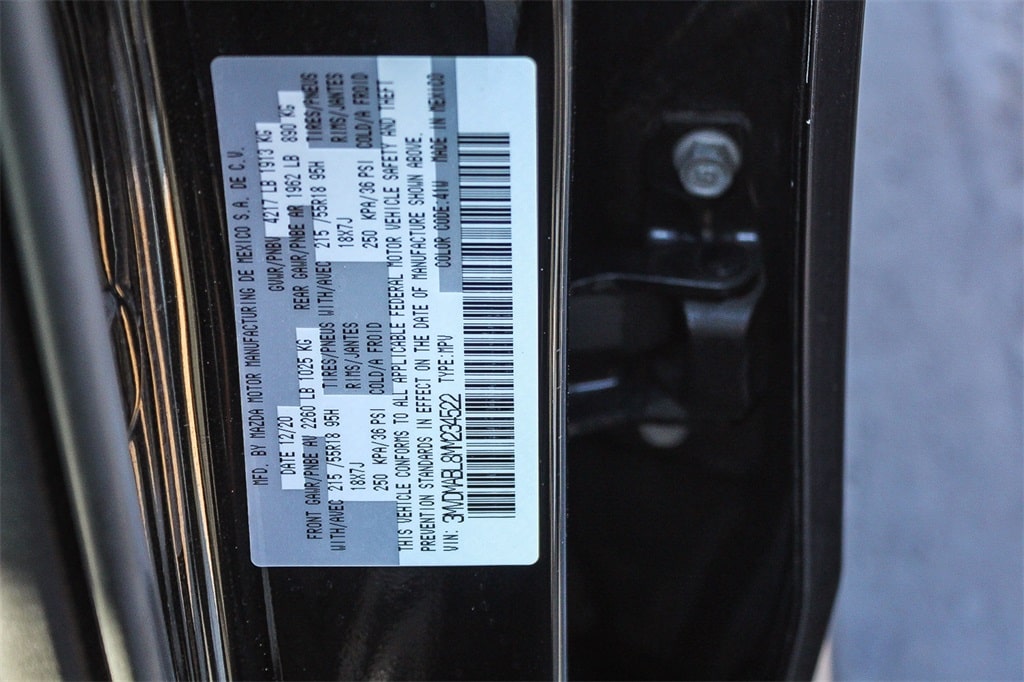 MFD. BY MAZDA MOTOR MANUFACTURING DE MEXICO S.A. DE C.V.
DATE 12/20 GVWR/PNBV 4217 LB 1913 KG
FRONT GAWR/PNBE AV 2260 LB 1025 KG REAR GAWR/PNBE AR 1962 LB 890 KG
WITH/AVEC 215 /55R18 95H TIRES/PNEUS WITH/AVEC 215 /55R18 95H TIRES/PNEUS
18X7J RIMS/JANTES 18X7J RIMS/JANTES
250 KPA/36 PSI COLD/A FROID 250 KPA/36 PSI COLD/A FROID
THIS VEHICLE CONFORMS TO ALL APPLICABLE FEDERAL MOTOR VEHICLE SAFETY AND THEFT
PREVENTION STANDARDS IN EFFECT ON THE DATE OF MANUFACTURE SHOWN ABOVE.
VIN: 3MVDMABL8MM234522 TYPE:MPV COLOR CODE:41W MADE IN MEXICO